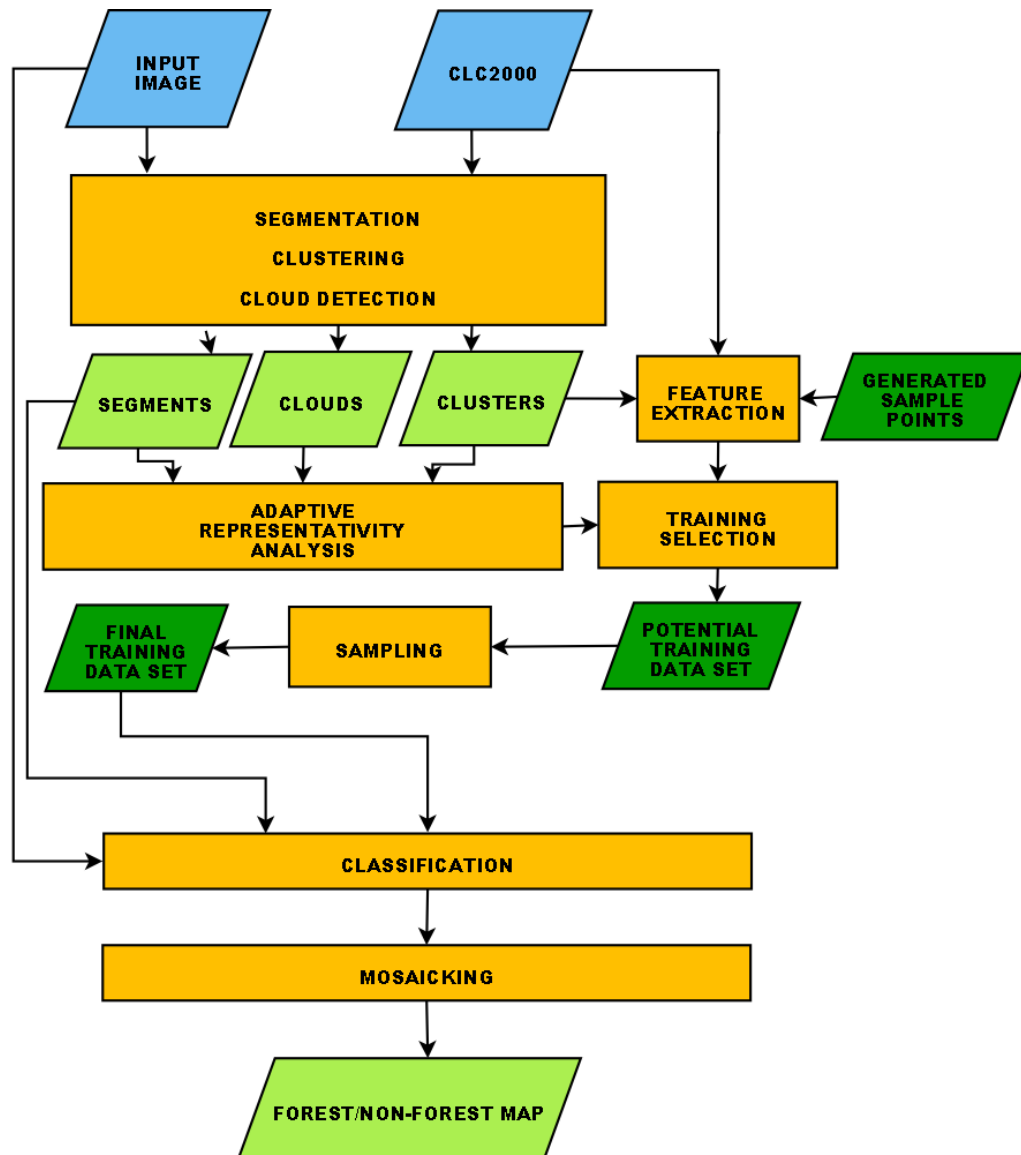 INPUT
IMAGE
CLC2000
SEGMENTATION
CLUSTERING
CLOUD DETECTION
SEGMENTS
CLOUDS
CLUSTERS
FEATURE
EXTRACTION
GENERATED
SAMPLE
POINTS
ADAPTIVE
REPRESENTATIVITY
ANALYSIS
TRAINING
SELECTION
FINAL
TRAINING
DATA SET
SAMPLING
POTENTIAL
TRAINING
DATA SET
CLASSIFICATION
MOSAICKING
FOREST/NON-FOREST MAP